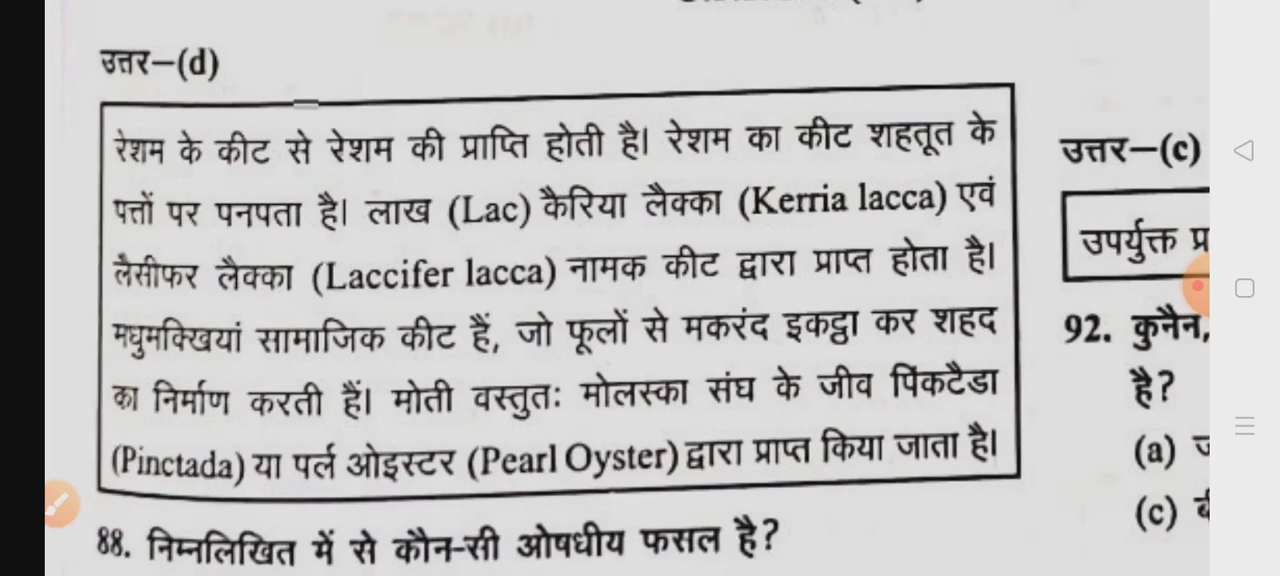 उत्तर–(d)
रेशम के कीट से रेशम की प्राप्ति होती है। रेशम का कीट शहतूत के
पत्तों पर पनपता है। लाख (Lac) कैरिया लैक्का (Kerria lacca) एवं
लैसीफर लैक्का (Laccifer lacca) नामक कीट द्वारा प्राप्त होता है।
मधुमक्खियां सामाजिक कीट हैं, जो फूलों से मकरंद इकट्ठा कर शहद
का निर्माण करती हैं। मोती वस्तुतः मोलस्का संघ के जीव पिंकटैडा
(Pinctada) या पर्ल ओइस्टर (Pearl Oyster) द्वारा प्राप्त किया जाता है।
88. निम्नलिखित में से कौन-सी ओषधीय फसल है?
उत्तर–(c)
उपर्युक्त
92. कुनैन,
है?
(a)
(c)